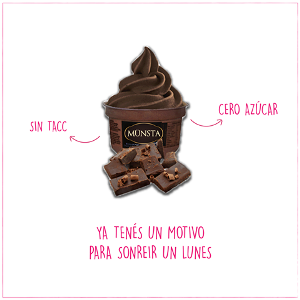 CERO AZÚCAR
SIN TACC
MÜNSTA
YA TENÉS UN MOTIVO
PARA SONREIR UN LUNES